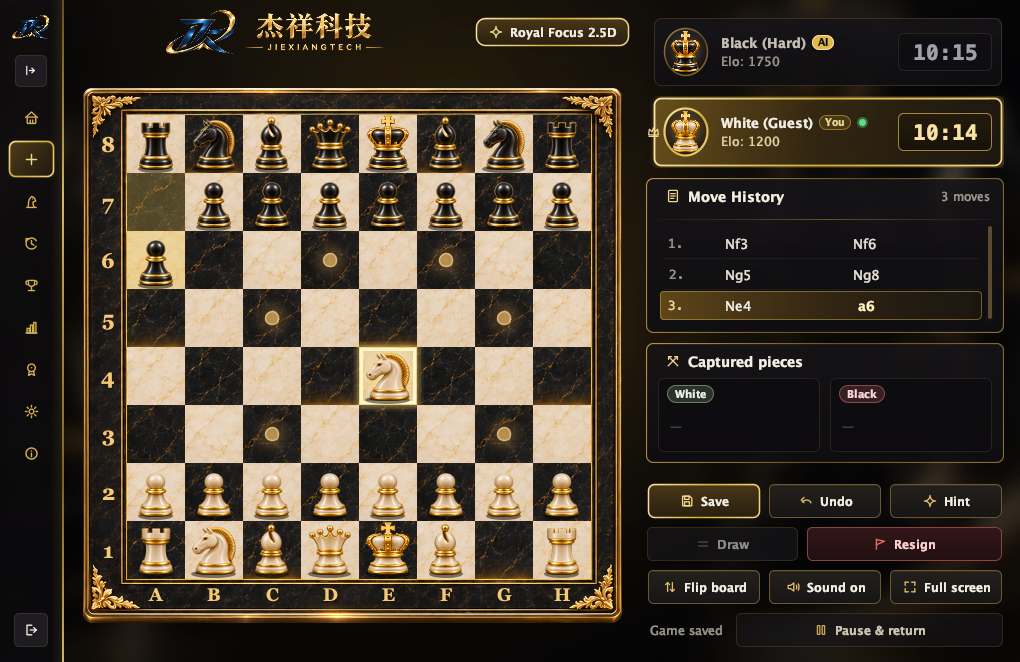 杰祥科技
JIEXIANGTECH
Royal Focus 2.5D
Black (Hard) AI
Elo: 1750
10:15
White (Guest) You
Elo: 1200
10:14
Move History
3 moves
1. Nf3 Nf6
2. Ng5 Ng8
3. Ne4 a6
Captured pieces
White
—
Black
—
Save
Undo
Hint
Draw
Resign
Flip board
Sound on
Full screen
Game saved
Pause & return
8
7
6
5
4
3
2
1
A B C D E F G H